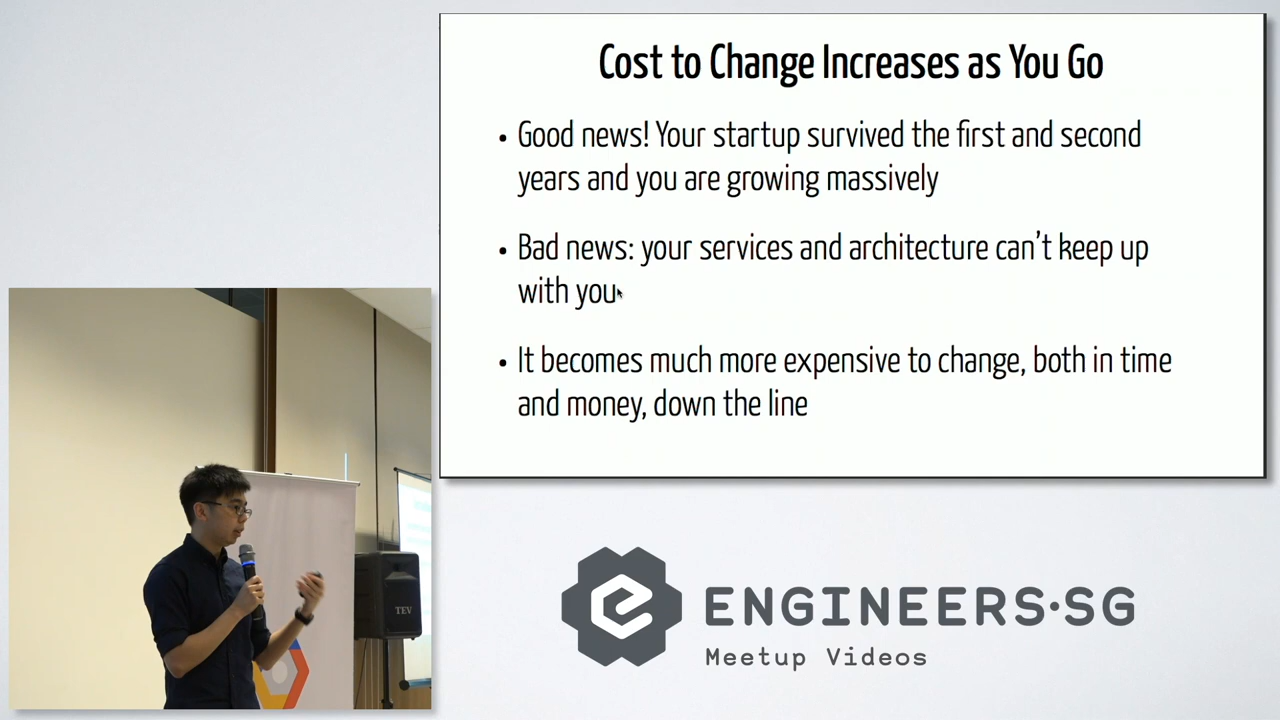 Cost to Change Increases as You Go
• Good news! Your startup survived the first and second
years and you are growing massively
• Bad news: your services and architecture can’t keep up
with you
• It becomes much more expensive to change, both in time
and money, down the line
TEV
ENGINEERS·SG
Meetup Videos